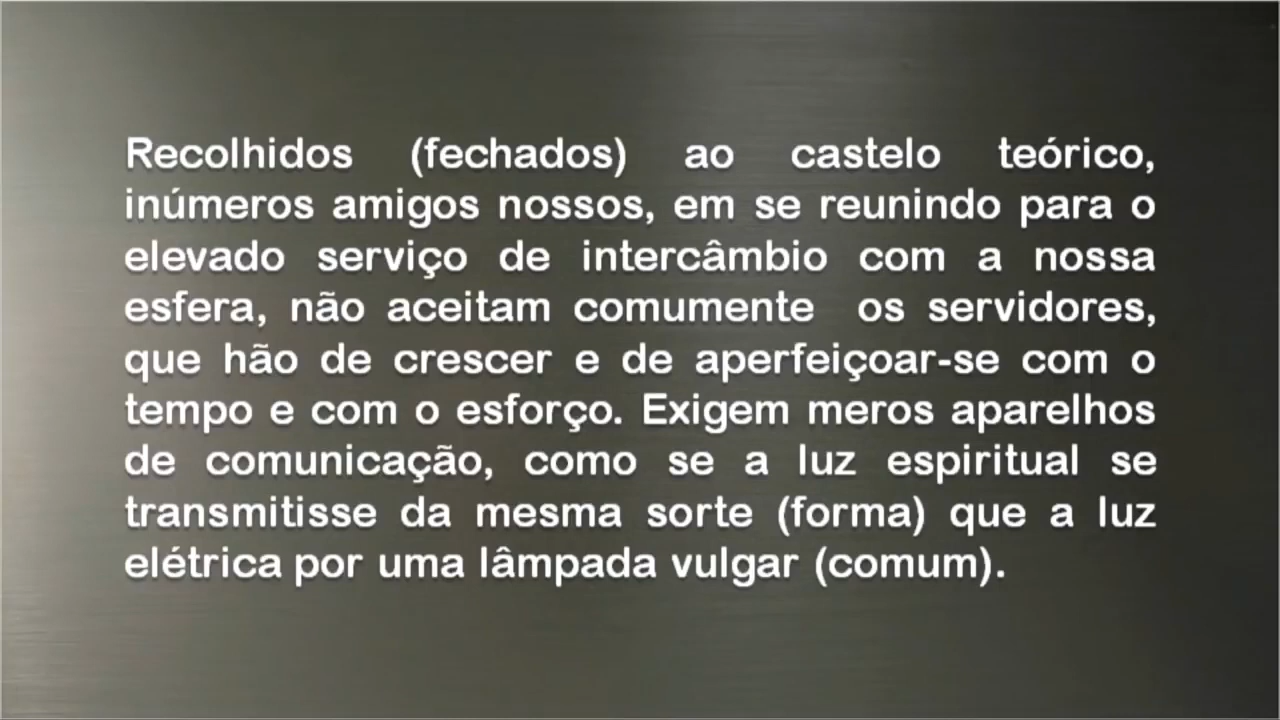 Recolhidos (fechados) ao castelo teórico,
inúmeros amigos nossos, em se reunindo para o
elevado serviço de intercâmbio com a nossa
esfera, não aceitam comumente os servidores,
que hão de crescer e de aperfeiçoar-se com o
tempo e com o esforço. Exigem meros aparelhos
de comunicação, como se a luz espiritual se
transmitisse da mesma sorte (forma) que a luz
elétrica por uma lâmpada vulgar (comum).